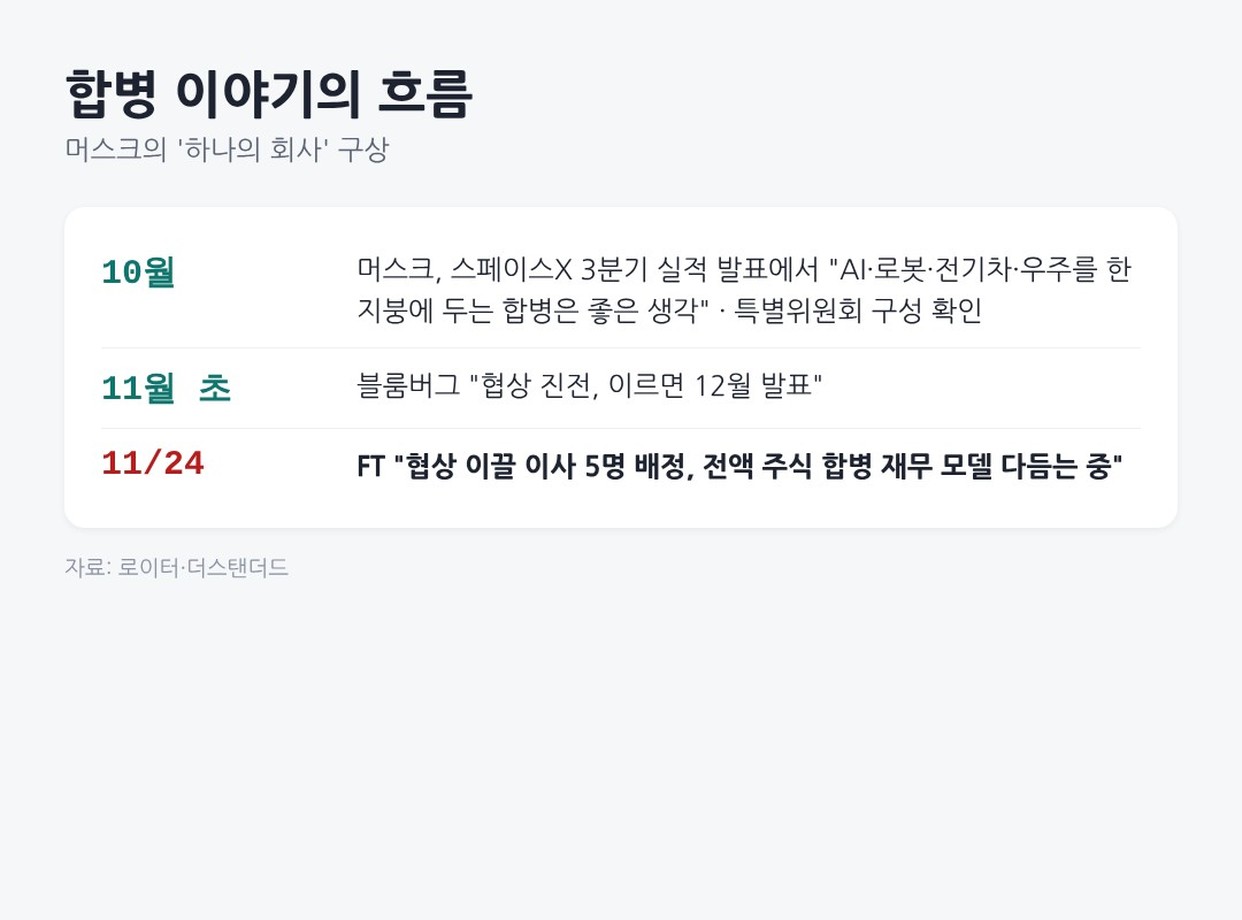 합병 이야기의 흐름
머스크의 '하나의 회사' 구상
10월
머스크, 스페이스X 3분기 실적 발표에서 "AI·로봇·전기차·우주를 한
지붕에 두는 합병은 좋은 생각" · 특별위원회 구성 확인
11월 초
블룸버그 "협상 진전, 이르면 12월 발표"
11/24
FT "협상 이끌 이사 5명 배정, 전액 주식 합병 재무 모델 다듬는 중"
자료: 로이터·더스탠더드